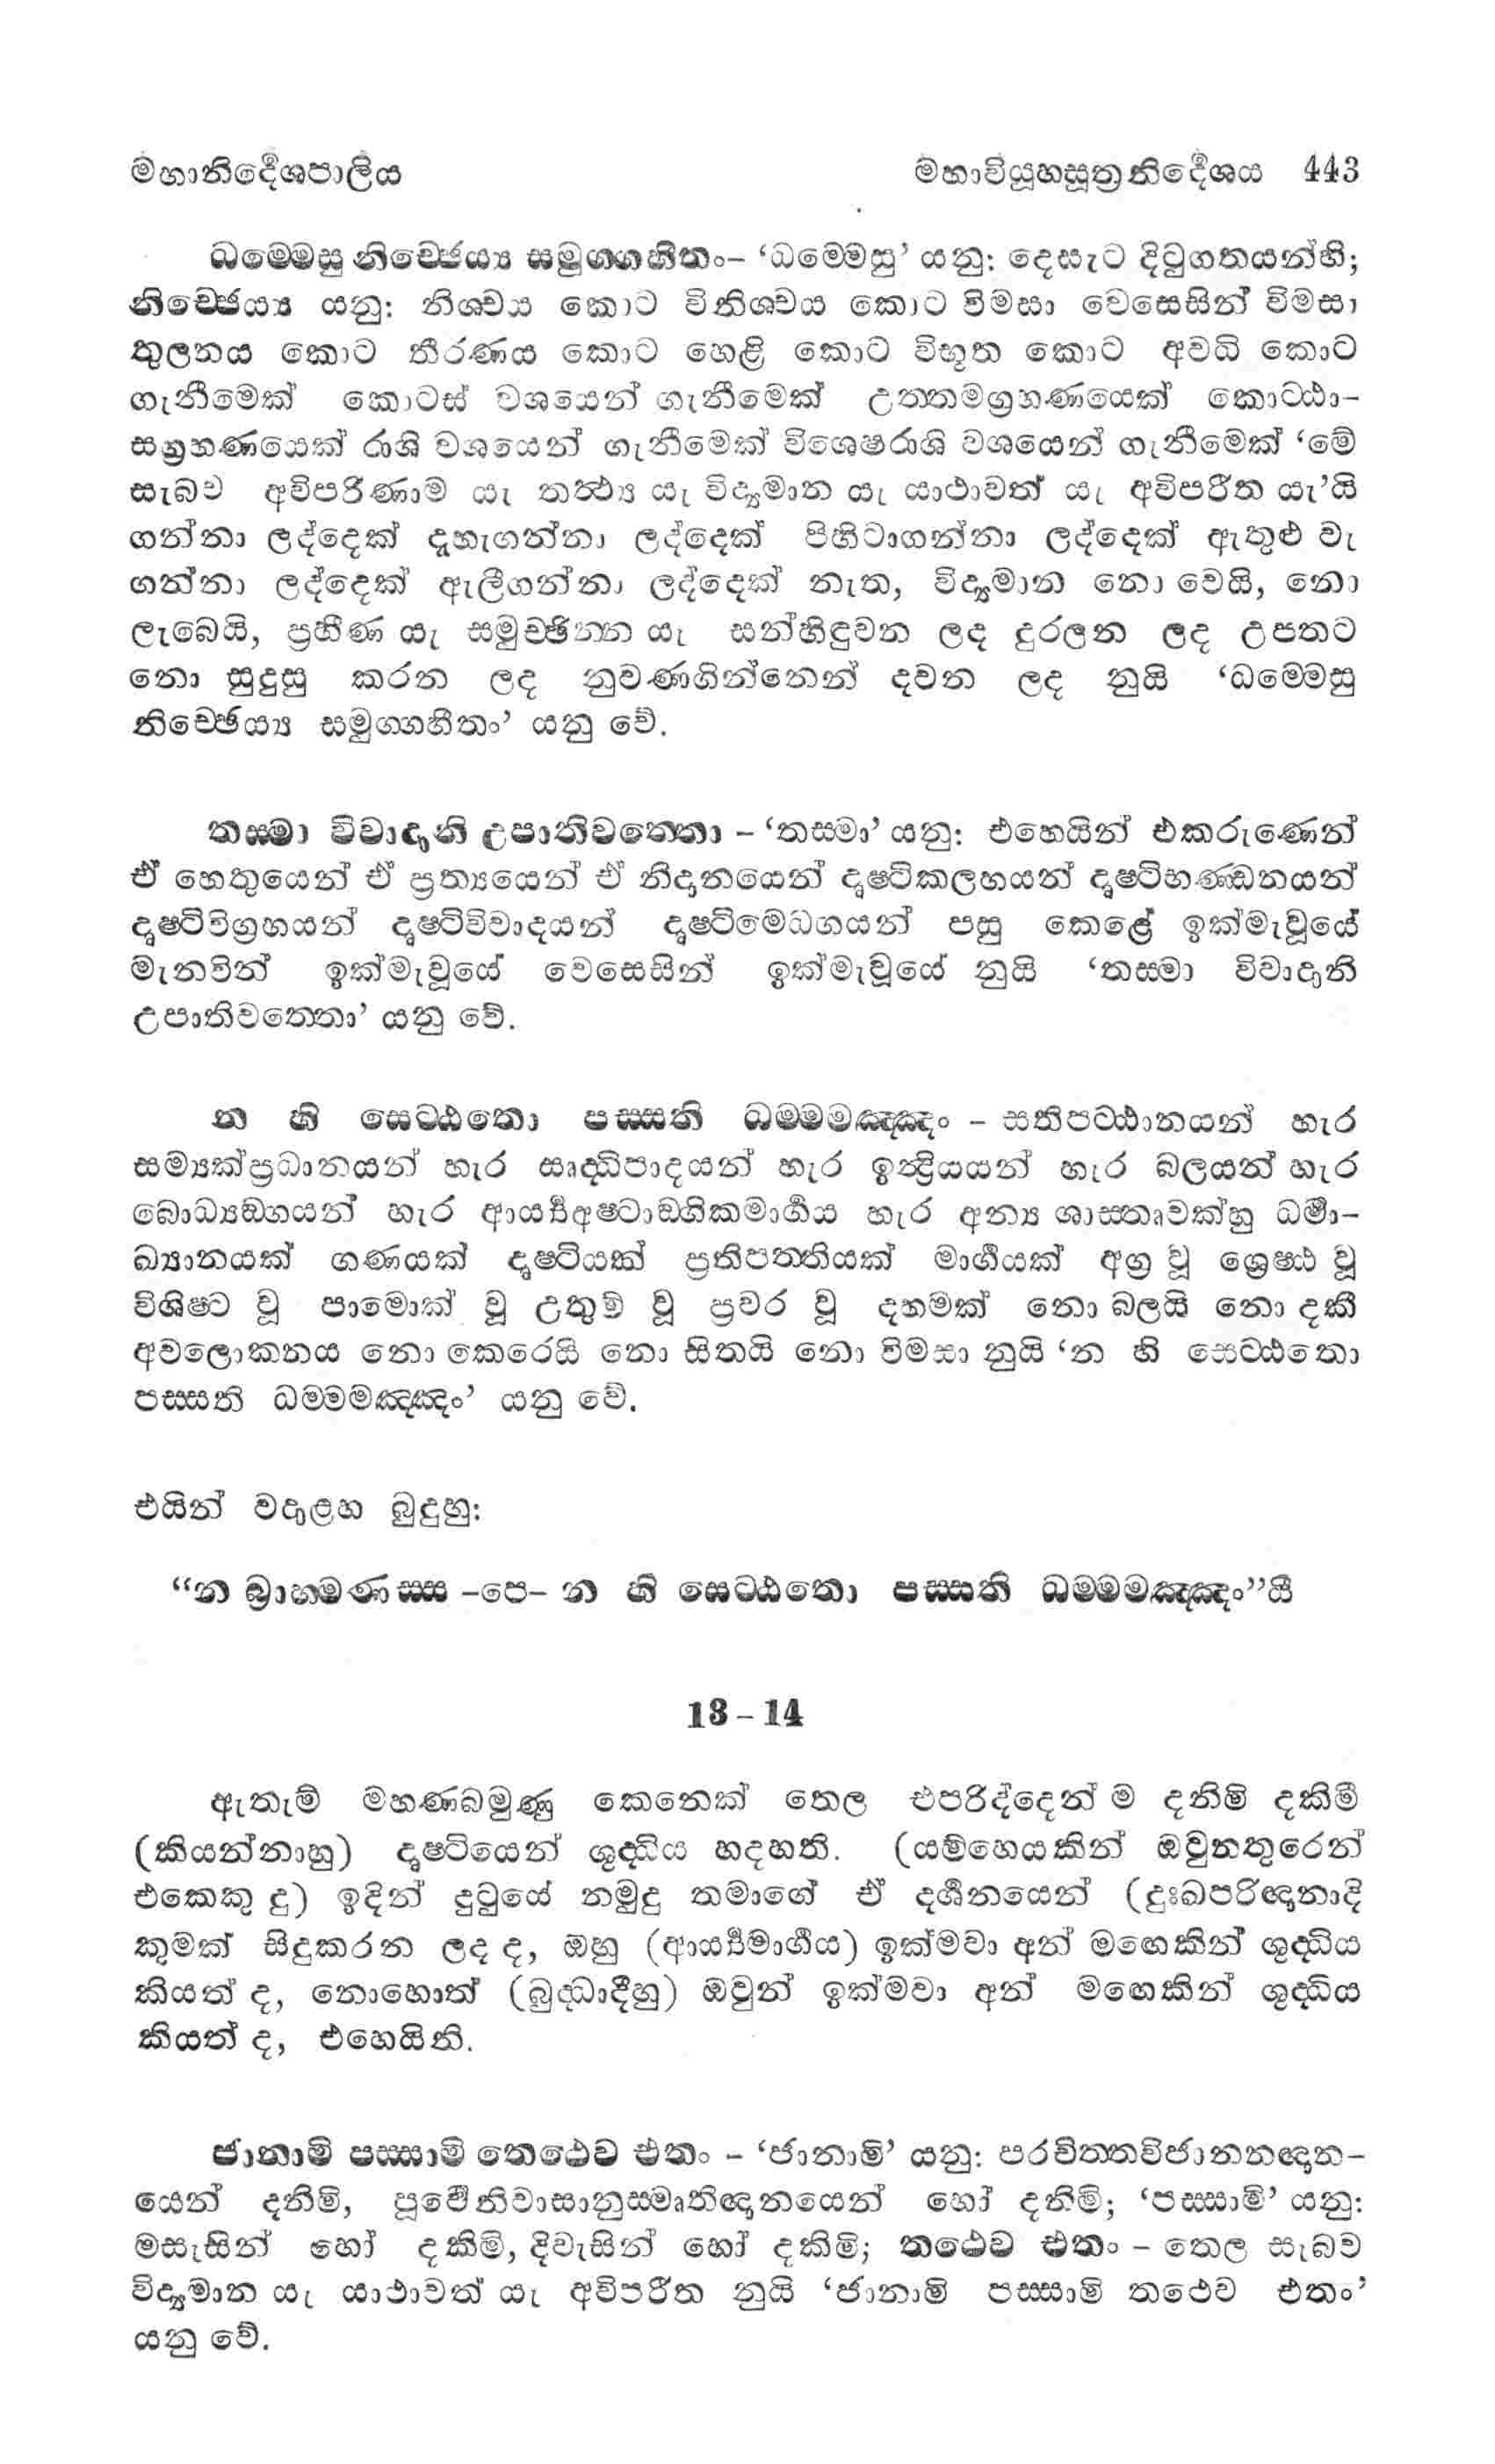 මහානිර්දේශපාලිය මහාවියූහසූත්‍රනිර්දේශය 443
ධම්මෙසු නිච්ඡෙය්‍ය සමුග්ගහීතං– ‘ධම්මෙසු’ යනු: දෙසැට දිටුගතයන්හි;
නිච්ඡෙය්‍ය යනු: නිශ්චය කොට විනිශ්චය කොට විමසා වෙසෙසින් විමසා
තුලනය කොට තීරණය කොට හෙළි කොට විභූත කොට අවධි කොට
ගැනීමෙක් කොටස් වශයෙන් ගැනීමෙක් උත්තමග්‍රහණයෙක් කොට්ඨා-
සග්‍රහණයෙක් රාශි වශයෙන් ගැනීමෙක් විශෙෂරාශි වශයෙන් ගැනීමෙක් ‘මේ
සැබව අවිපරිණාම යැ තත්‍ථ්‍ය යැ විද්‍යමාන යැ යාථාවත් යැ අවිපරීත යැ’යි
ගන්නා ලද්දෙක් දැහැගන්නා ලද්දෙක් පිහිටාගන්නා ලද්දෙක් ඇතුළු වැ
ගන්නා ලද්දෙක් ඇලීගන්නා ලද්දෙක් නැත, විද්‍යමාන නො වෙයි, නො
ලැබෙයි, ප්‍රහීණ යැ සමුච්ඡින්න යැ සන්හිඳුවන ලද දුරලන ලද උපතට
නො සුදුසු කරන ලද නුවණගින්නෙන් දවන ලද නුයි ‘ධම්මෙසු
නිච්ඡෙය්‍ය සමුග්ගහීතං’ යනු වේ.
තස්මා විවාදානි උපාතිවත්තො – ‘තස්මා’ යනු: එහෙයින් එකරුණෙන්
ඒ හෙතුයෙන් ඒ ප්‍රත්‍යයෙන් ඒ නිදානයෙන් දෘෂ්ටිකලහයන් දෘෂ්ටිභණ්ඩනයන්
දෘෂ්ටිවිග්‍රහයන් දෘෂ්ටිවිවාදයන් දෘෂ්ටිමෙධගයන් පසු කෙළේ ඉක්මැවූයේ
මැනවින් ඉක්මැවූයේ වෙසෙසින් ඉක්මැවූයේ නුයි ‘තස්මා විවාදානි
උපාතිවත්තො’ යනු වේ.
න හි සෙට්ඨතො පස්සති ධම්මමඤ්ඤං – සතිපට්ඨානයන් හැර
සම්‍යක්ප්‍රධානයන් හැර ඍද්ධිපාදයන් හැර ඉන්ද්‍රියයන් හැර බලයන් හැර
බොධ්‍යඞ්ගයන් හැර ආර්‍ය්‍යඅෂ්ටාඞ්ගිකමාර්ගය හැර අන්‍ය ශාස්තෘවක්හු ධර්මා-
ඛ්‍යානයක් ගණයක් දෘෂ්ටියක් ප්‍රතිපත්තියක් මාර්ගයක් අග්‍ර වූ ශ්‍රෙෂ්ඨ වූ
විශිෂ්ට වූ පාමොක් වූ උතුම් වූ ප්‍රවර වූ දහමක් නො බලයි නො දකී
අවලොකනය නො කෙරෙයි නො සිතයි නො විමසා නුයි ‘න හි සෙට්ඨතො
පස්සති ධම්මමඤ්ඤං’ යනු වේ.
එයින් වදාළහ බුදුහු:
“න බ්‍රාහ්මණස්ස –පෙ– න හි සෙට්ඨතො පස්සති ධම්මමඤ්ඤං”යි
13 – 14
ඇතැම් මහණබමුණු කෙනෙක් තෙල එපරිද්දෙන් ම දනිමි දකිමී
(කියන්නාහු) දෘෂ්ටියෙන් ශුද්ධිය හදහති. (යම්හෙයකින් ඔවුනතුරෙන්
එකෙකු දු) ඉදින් දුටුයේ නමුදු තමාගේ ඒ දර්ශනයෙන් (දුඃඛපරිඥානාදි
කුමක් සිදුකරන ලද ද, ඔහු (ආර්‍ය්‍යමාර්ගය) ඉක්මවා අන් මඟෙකින් ශුද්ධිය
කියත් ද, නොහොත් (බුද්ධාදීහු) ඔවුන් ඉක්මවා අන් මඟෙකින් ශුද්ධිය
කියත් ද, එහෙයිනි.
ජානාමි පස්සාමි තථෙව එතං – ‘ජානාමි’ යනු: පරචිත්තවිජානනඥාන-
යෙන් දනිමි, පූර්වෙනිවාසානුස්මෘතිඥානයෙන් හෝ දනිමි; ‘පස්සාමි’ යනු:
මසැසින් හෝ දකිමි, දිවැසින් හෝ දකිමි; තථෙව එතං – තෙල සැබව
විද්‍යමාන යැ යාථාවත් යැ අවිපරීත නුයි ‘ජානාමි පස්සාමි තථෙව එතං’
යනු වේ.